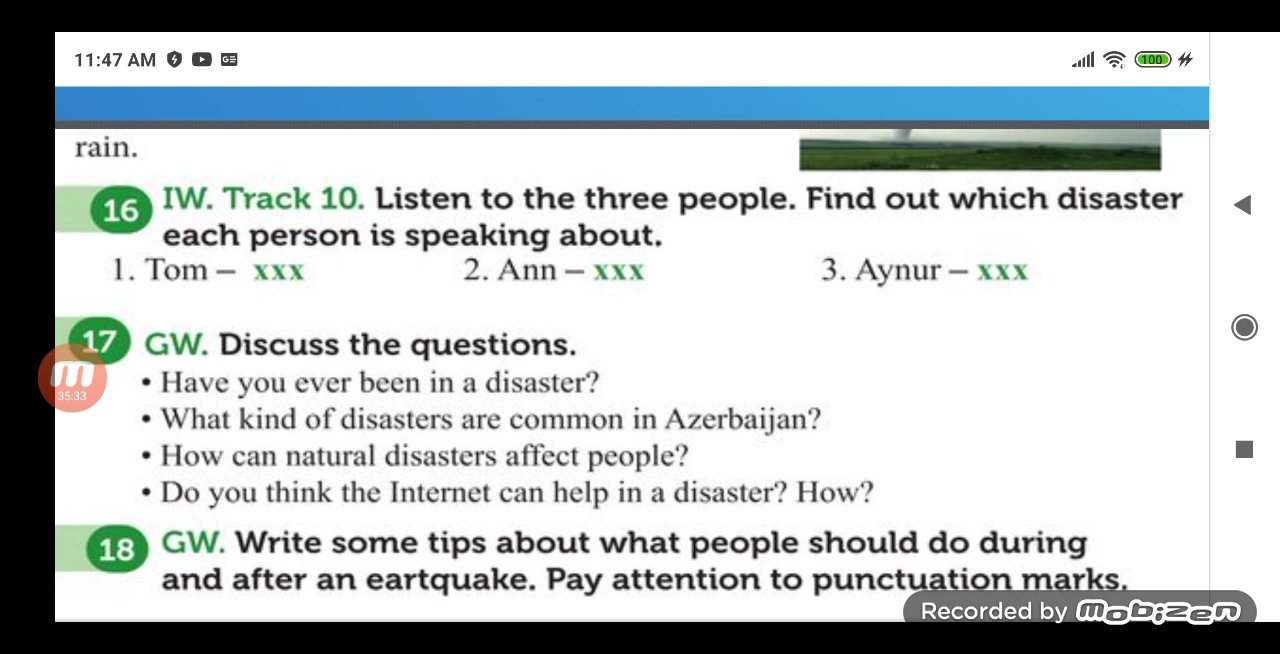 11:47 AM
100
rain.
16 IW. Track 10. Listen to the three people. Find out which disaster
each person is speaking about.
1. Tom – xxx 2. Ann – xxx 3. Aynur – xxx
17 GW. Discuss the questions.
35:33
• Have you ever been in a disaster?
• What kind of disasters are common in Azerbaijan?
• How can natural disasters affect people?
• Do you think the Internet can help in a disaster? How?
18 GW. Write some tips about what people should do during
and after an eartquake. Pay attention to punctuation marks.
Recorded by Mobizen